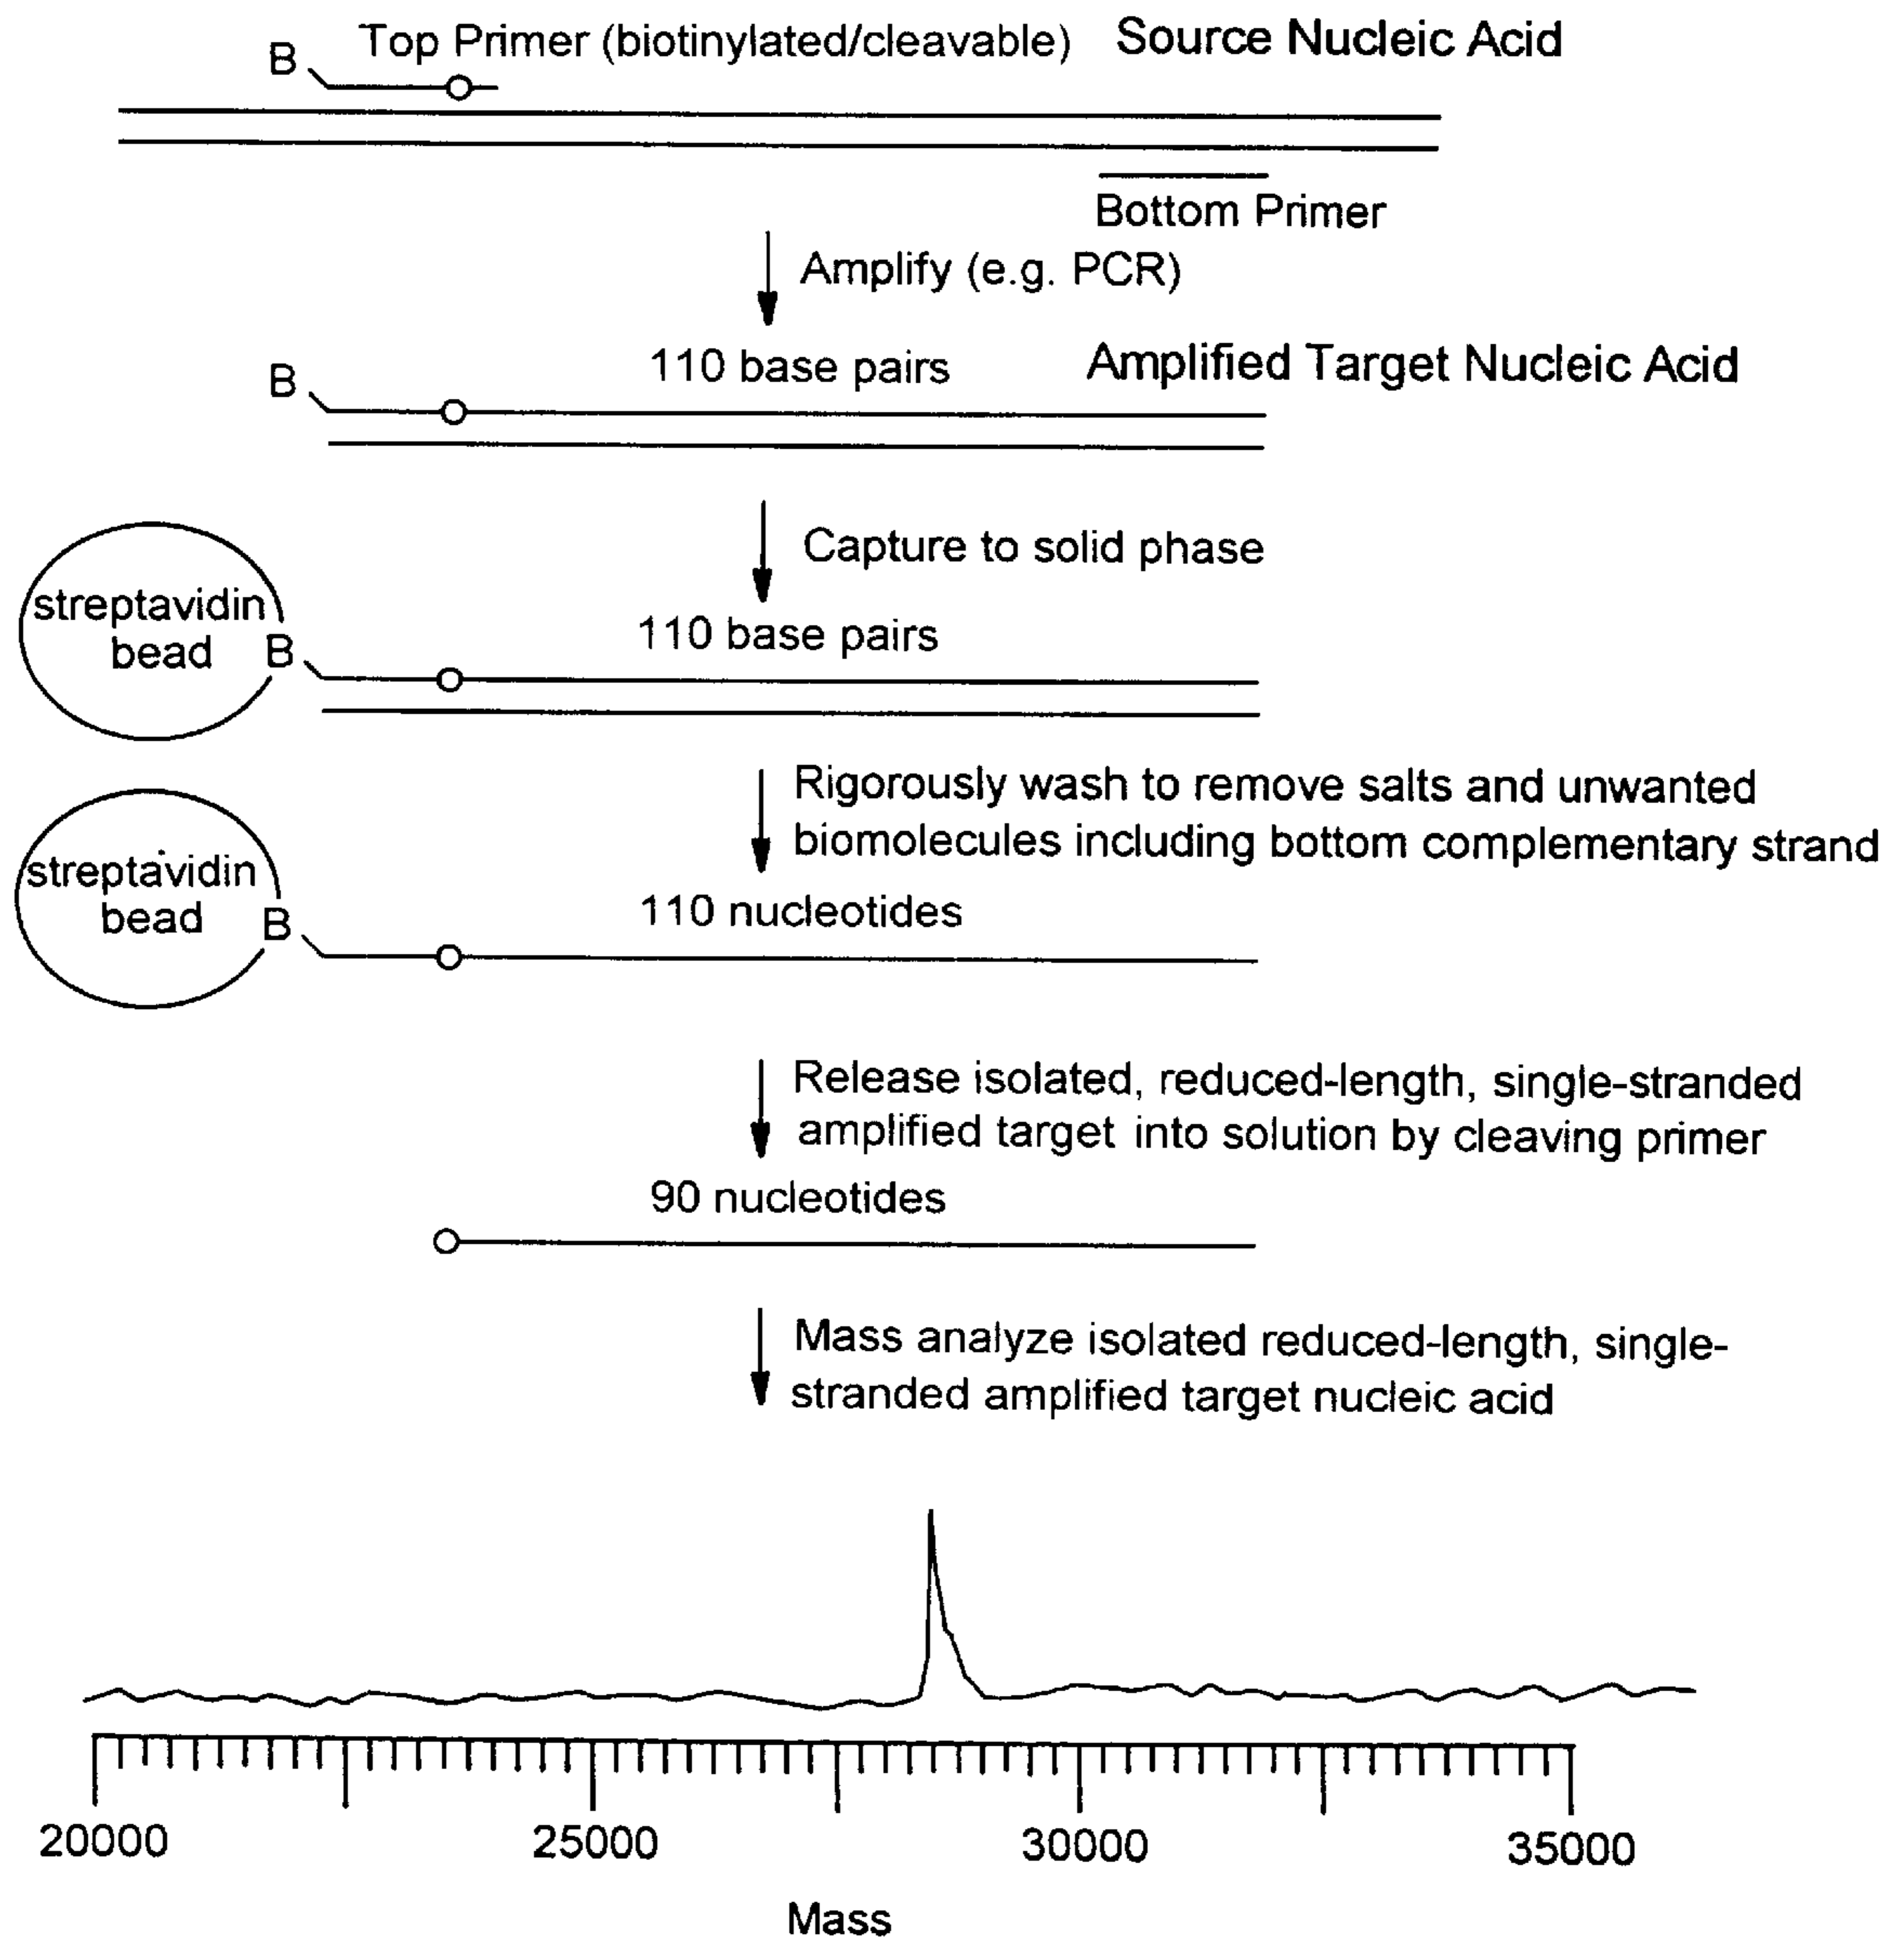 B Top Primer (biotinylated/cleavable) Source Nucleic Acid
Bottom Primer
Amplify (e.g. PCR)
110 base pairs Amplified Target Nucleic Acid
B
Capture to solid phase
streptavidin
bead
B
110 base pairs
Rigorously wash to remove salts and unwanted
biomolecules including bottom complementary strand
streptavidin
bead
B
110 nucleotides
Release isolated, reduced-length, single-stranded
amplified target into solution by cleaving primer
90 nucleotides
Mass analyze isolated reduced-length, single-
stranded amplified target nucleic acid
20000 25000 30000 35000
Mass